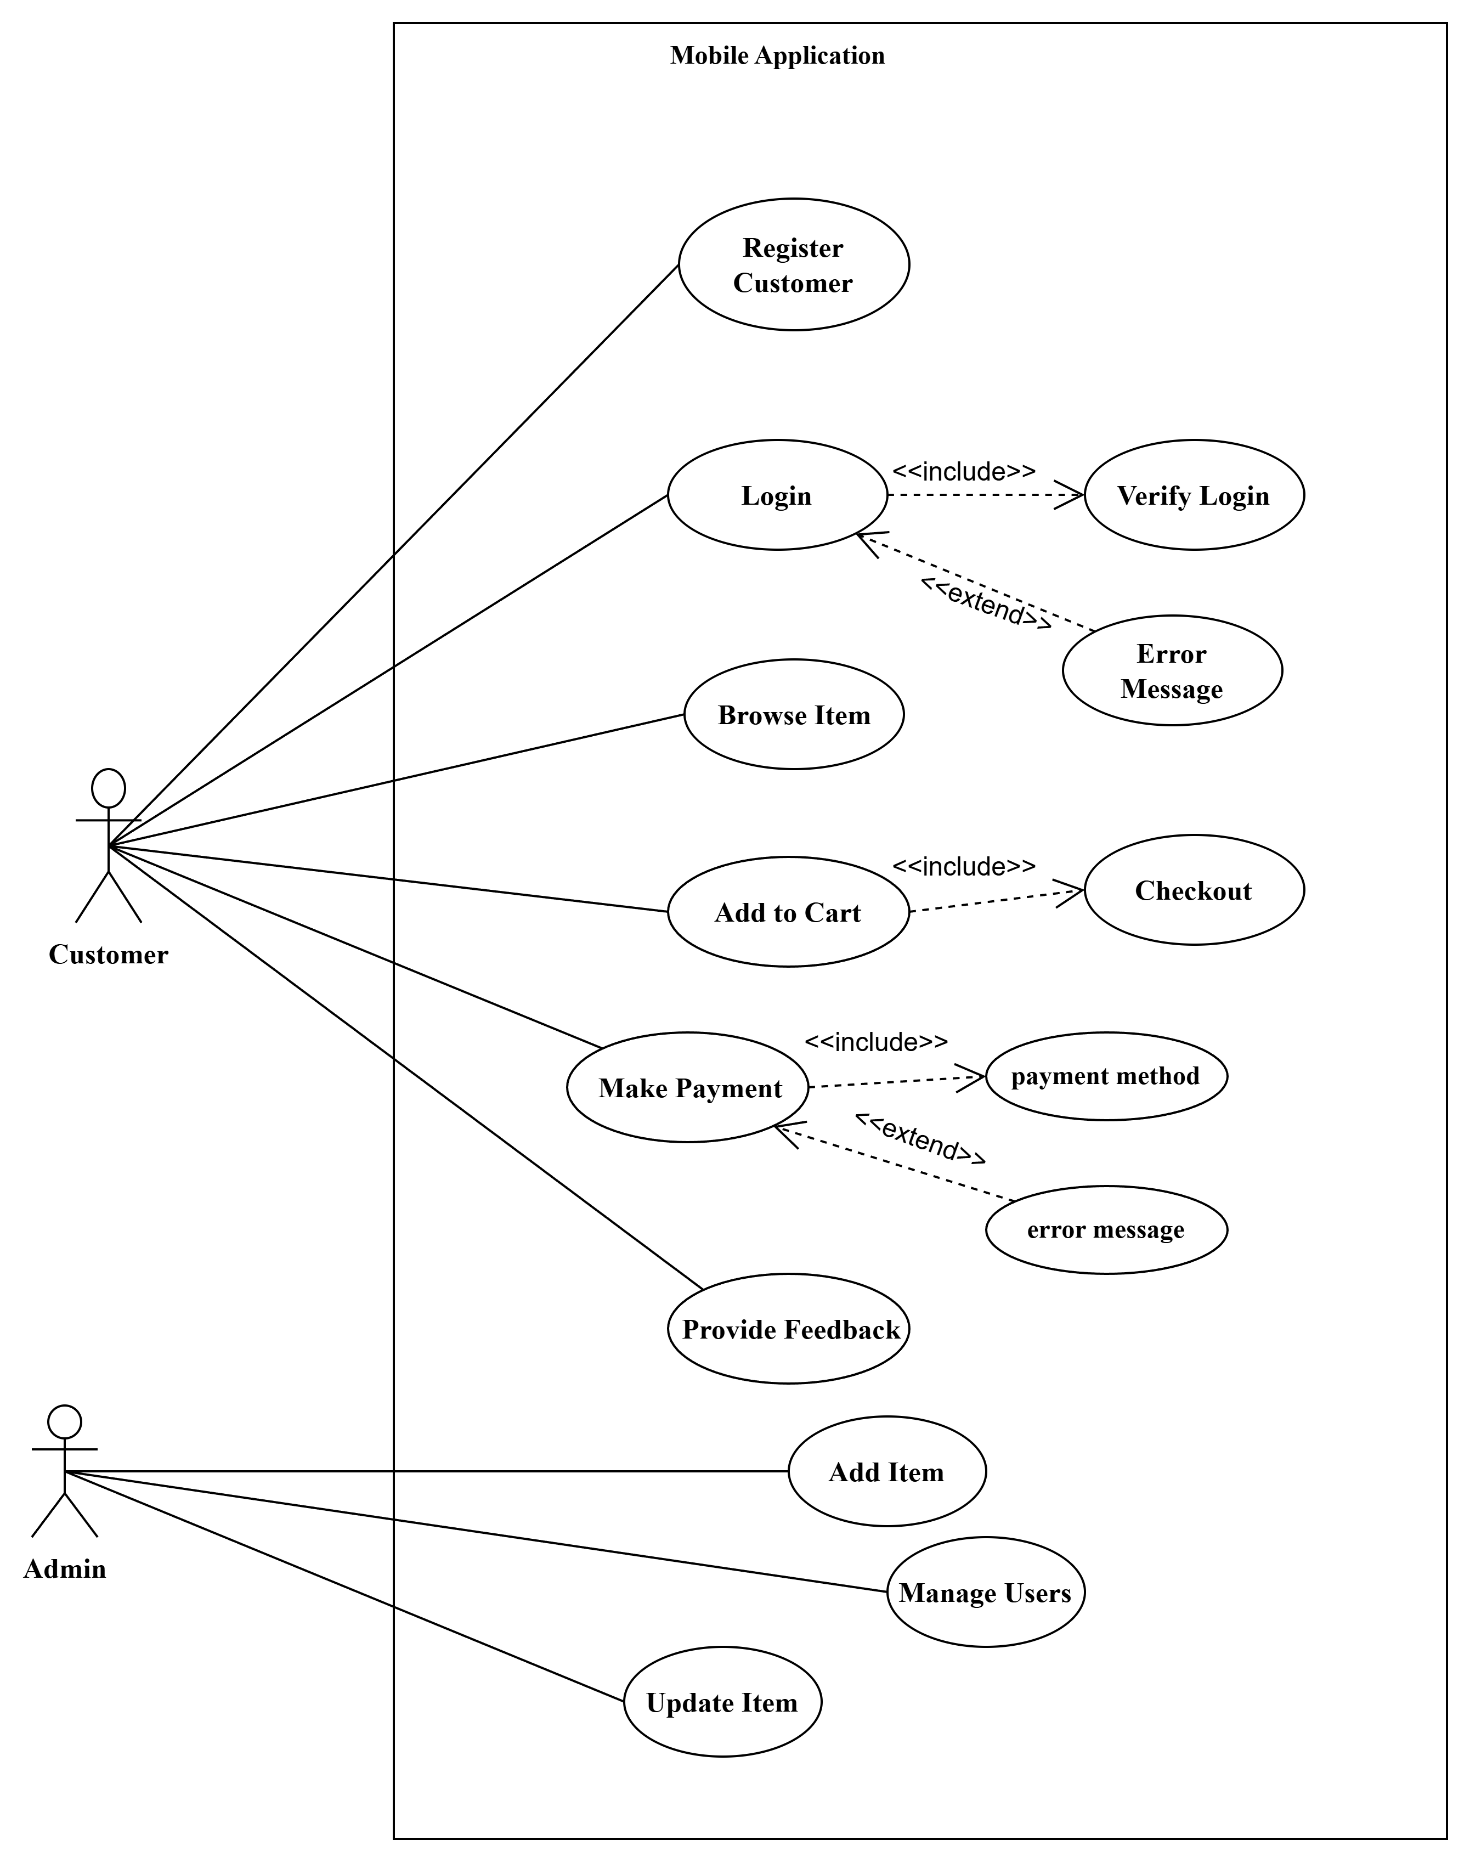 Mobile Application
Register
Customer
Login
<<include>>
Verify Login
<<extend>>
Error
Message
Browse Item
Customer
Add to Cart
<<include>>
Checkout
Make Payment
<<include>>
payment method
<<extend>>
error message
Provide Feedback
Admin
Add Item
Manage Users
Update Item